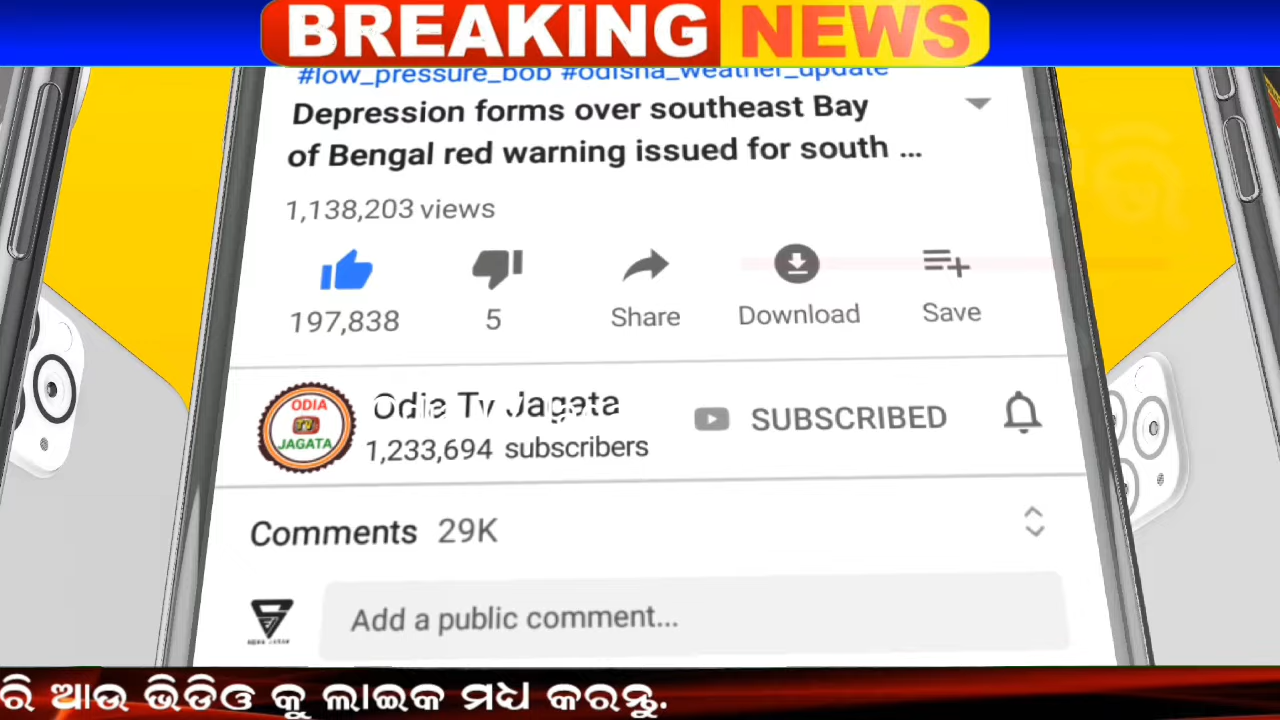 BREAKING NEWS
#low_pressure_bob #odisha_weather_update
Depression forms over southeast Bay
of Bengal red warning issued for south ...
1,138,203 views
197,838
5
Share
Download
Save
ODIA
TV
JAGATA
Odia Tv Jagata
1,233,694 subscribers
SUBSCRIBED
Comments 29K
Add a public comment...
ରି ଆଉ ଭିଡିଓ କୁ ଲାଇକ ମଧ୍ୟ କରନ୍ତୁ.